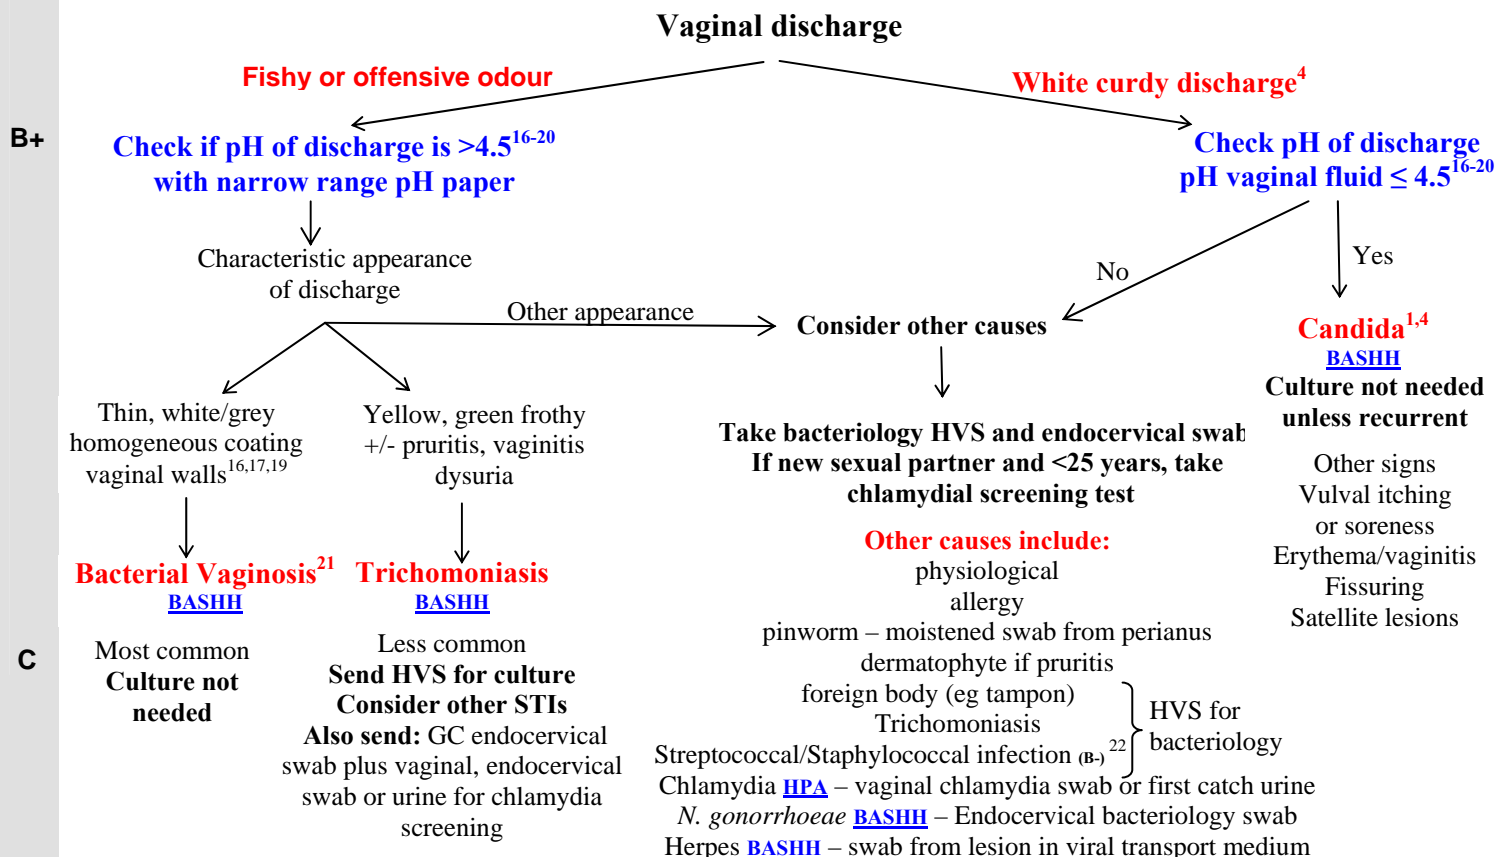 Vaginal discharge
Fishy or offensive odour
White curdy discharge4
B+
Check if pH of discharge is >4.516-20
with narrow range pH paper
Check pH of discharge
pH vaginal fluid ≤ 4.516-20
Characteristic appearance
of discharge
No
Yes
Other appearance
Consider other causes
Candida1,4
BASHH
Culture not needed
unless recurrent
Thin, white/grey
homogeneous coating
vaginal walls16,17,19
Yellow, green frothy
+/- pruritis, vaginitis
dysuria
Take bacteriology HVS and endocervical swab
If new sexual partner and <25 years, take
chlamydial screening test
Other signs
Vulval itching
or soreness
Erythema/vaginitis
Fissuring
Satellite lesions
Bacterial Vaginosis21
BASHH
Trichomoniasis
BASHH
C
Most common
Culture not
needed
Less common
Send HVS for culture
Consider other STIs
Also send: GC endocervical
swab plus vaginal, endocervical
swab or urine for chlamydia
screening
Other causes include:
physiological
allergy
pinworm – moistened swab from perianus
dermatophyte if pruritis
foreign body (eg tampon)
Trichomoniasis
Streptococcal/Staphylococcal infection (B-) 22
HVS for
bacteriology
Chlamydia HPA – vaginal chlamydia swab or first catch urine
N. gonorrhoeae BASHH – Endocervical bacteriology swab
Herpes BASHH – swab from lesion in viral transport medium